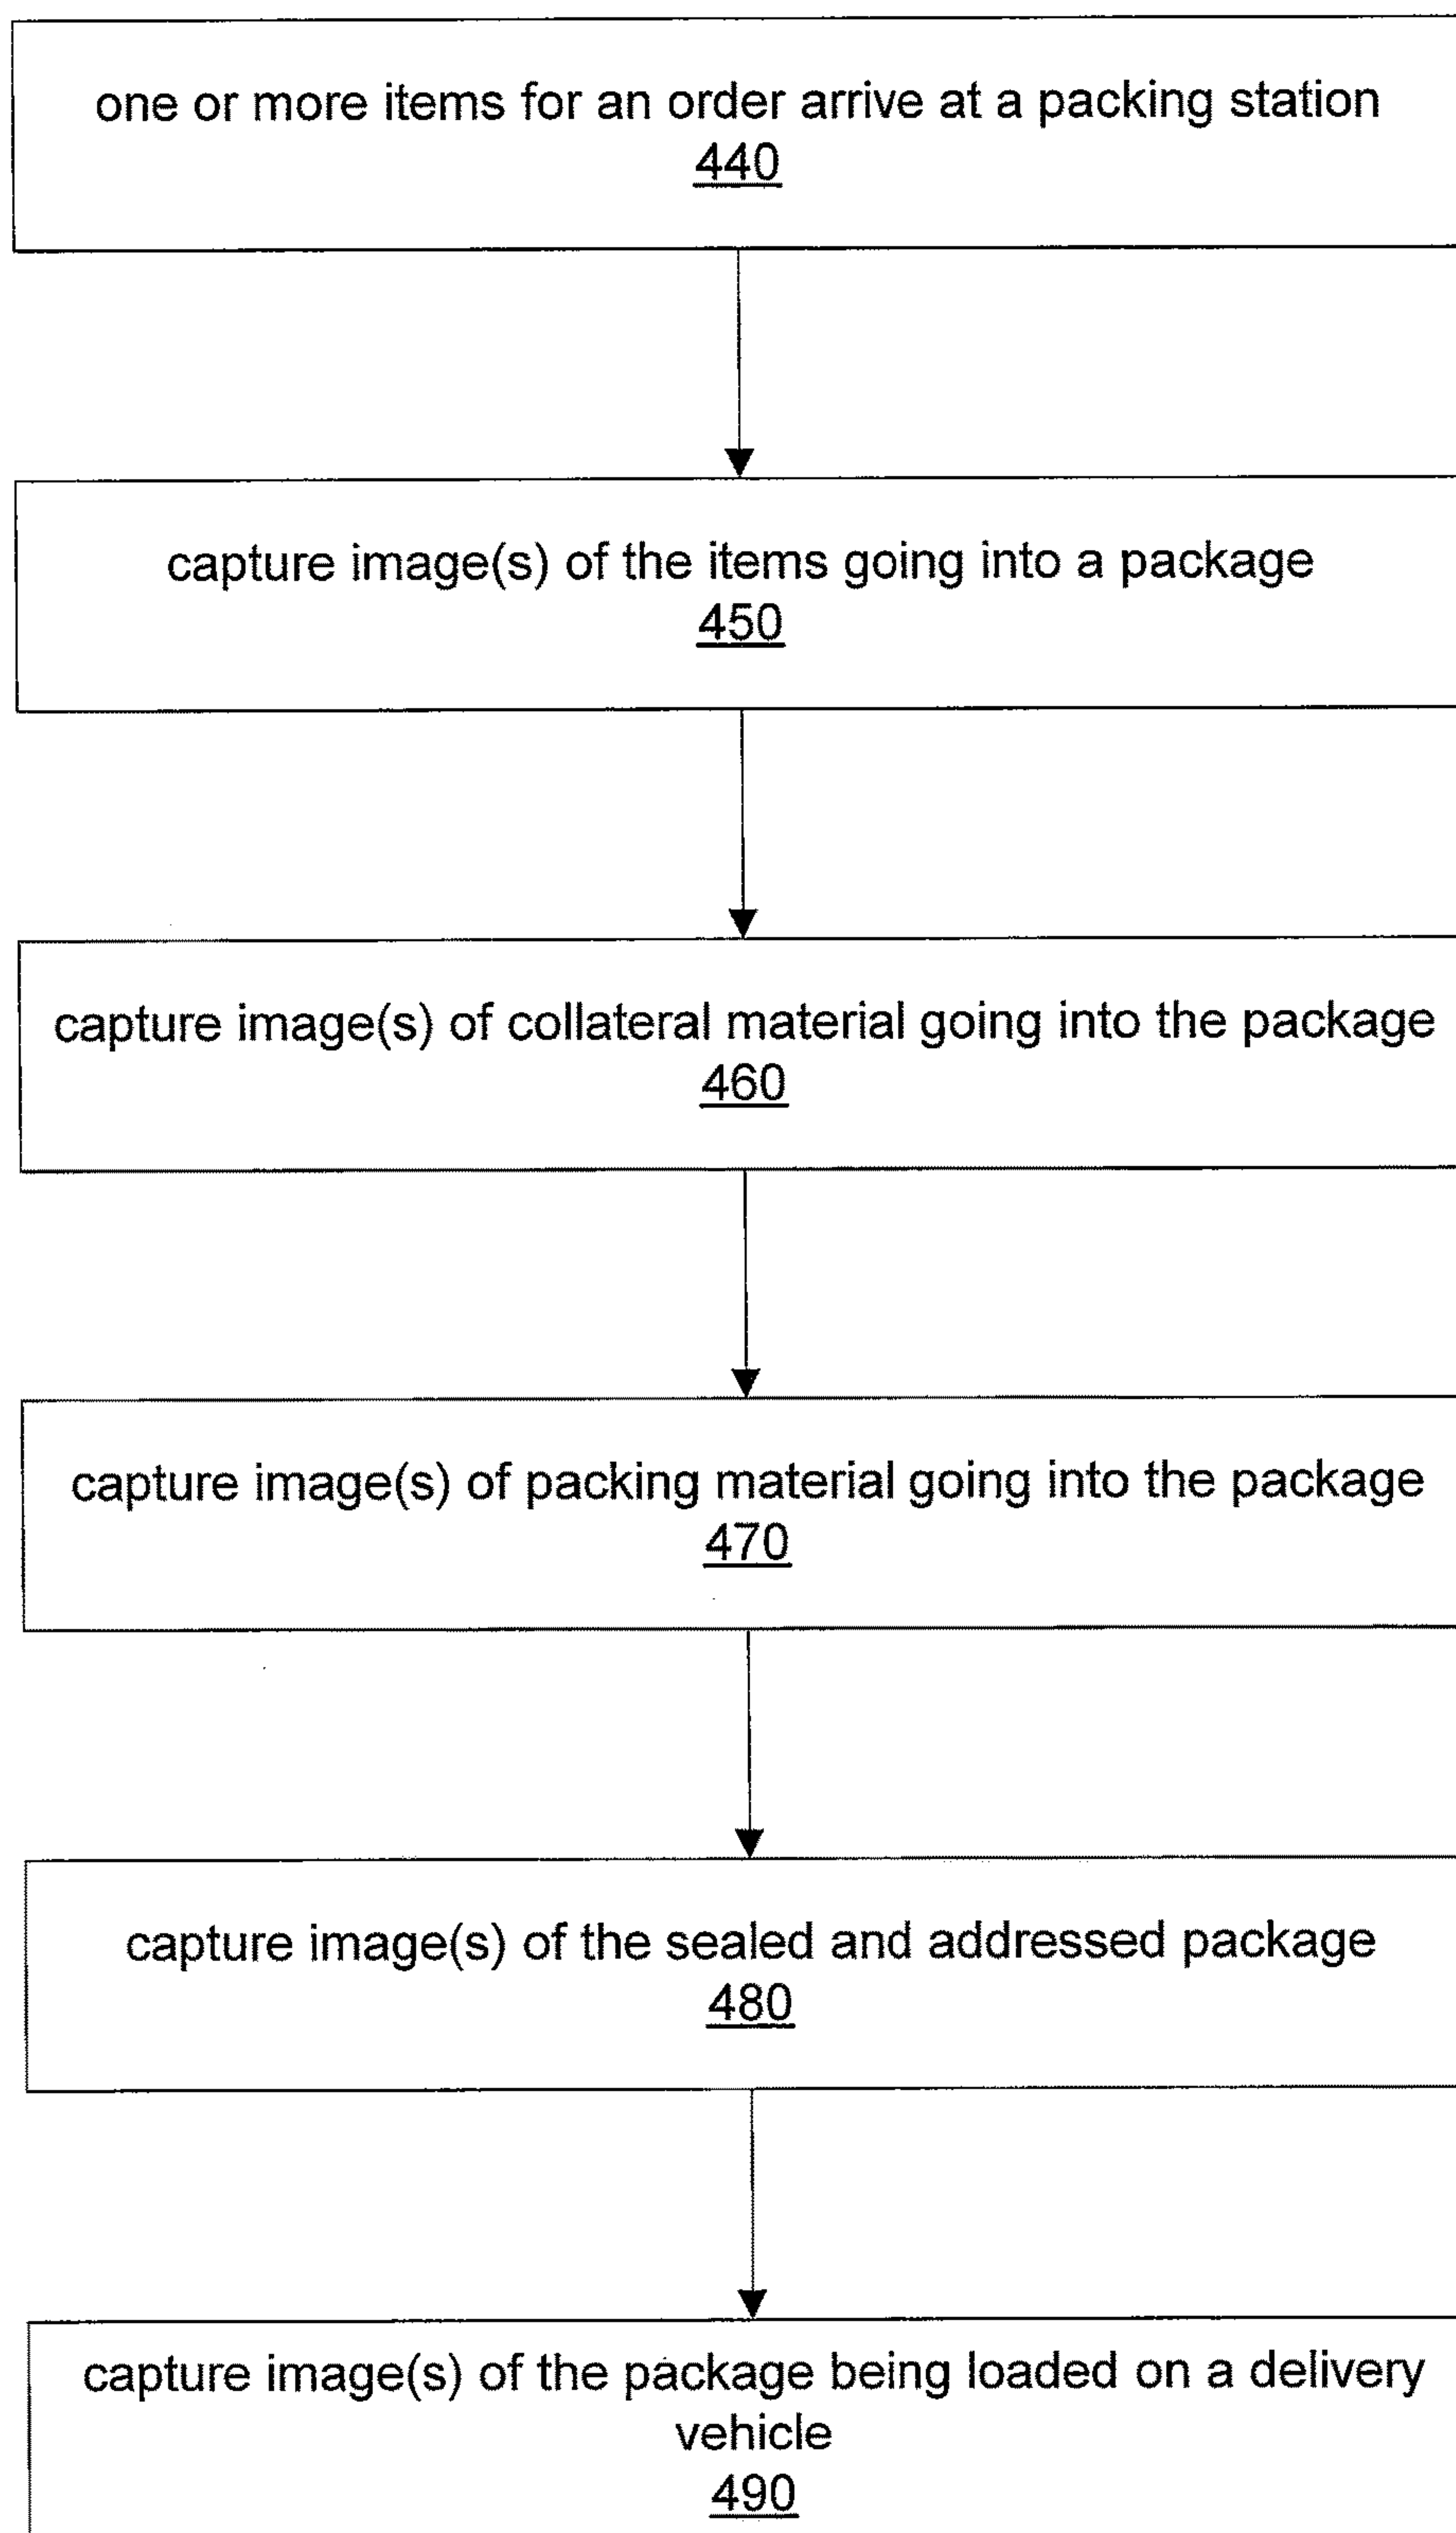 one or more items for an order arrive at a packing station
440
capture image(s) of the items going into a package
450
capture image(s) of collateral material going into the package
460
capture image(s) of packing material going into the package
470
capture image(s) of the sealed and addressed package
480
capture image(s) of the package being loaded on a delivery
vehicle
490